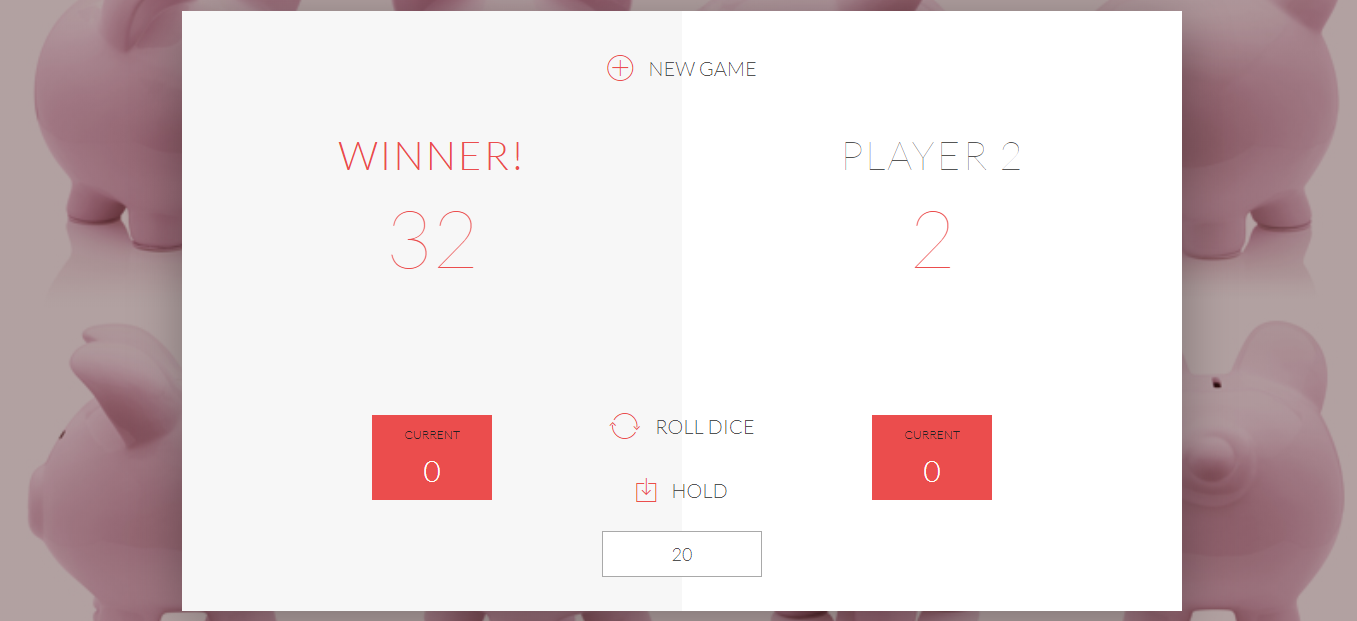 NEW GAME
WINNER!
32
PLAYER 2
2
CURRENT
0
ROLL DICE
HOLD
20
CURRENT
0